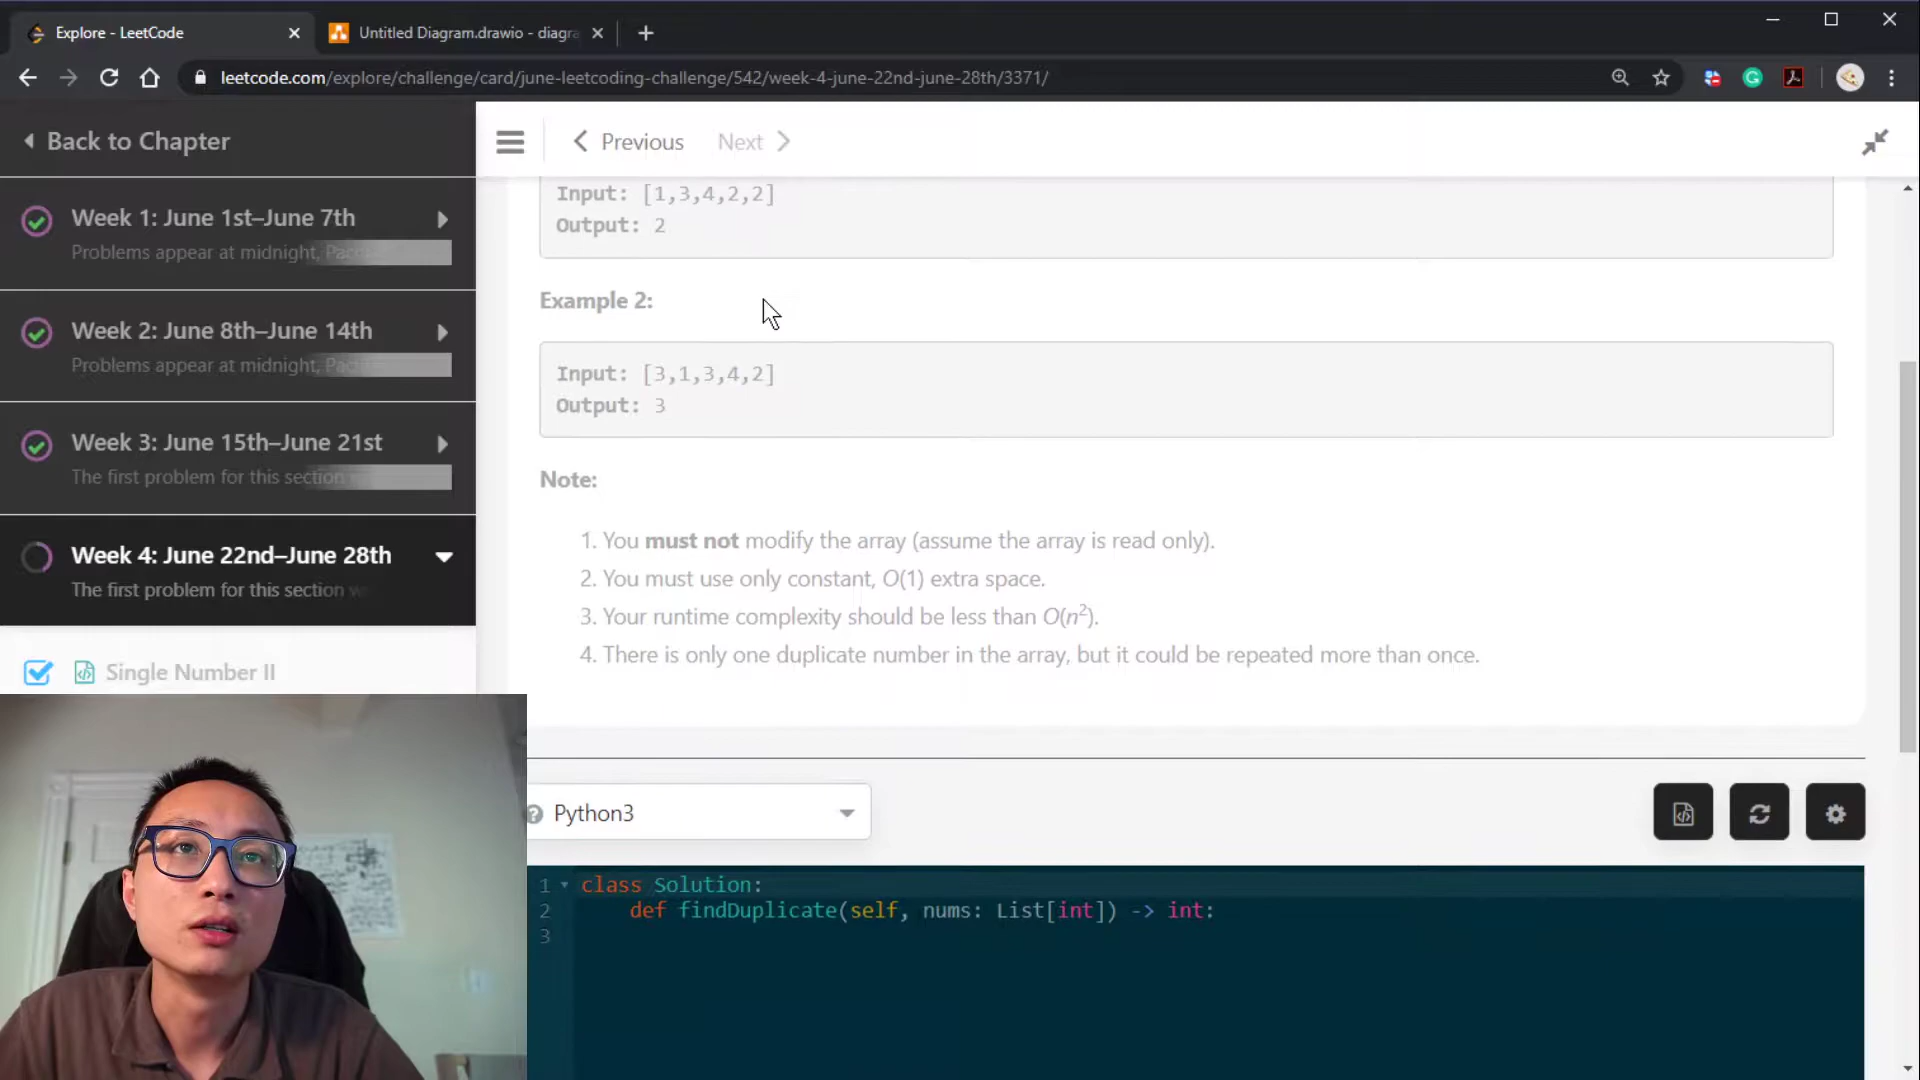 Explore - LeetCode
Untitled Diagram.drawio - diagra
leetcode.com/explore/challenge/card/june-leetcoding-challenge/542/week-4-june-22nd-june-28th/3371/
Back to Chapter
Previous
Next
Week 1: June 1st–June 7th
Problems appear at midnight, Paci
Week 2: June 8th–June 14th
Problems appear at midnight, Paci
Week 3: June 15th–June 21st
The first problem for this section
Week 4: June 22nd–June 28th
The first problem for this section w
Single Number II
Input: [1,3,4,2,2]
Output: 2
Example 2:
Input: [3,1,3,4,2]
Output: 3
Note:
1. You must not modify the array (assume the array is read only).
2. You must use only constant, O(1) extra space.
3. Your runtime complexity should be less than O(n²).
4. There is only one duplicate number in the array, but it could be repeated more than once.
Python3
1 class Solution:
2 def findDuplicate(self, nums: List[int]) -> int:
3